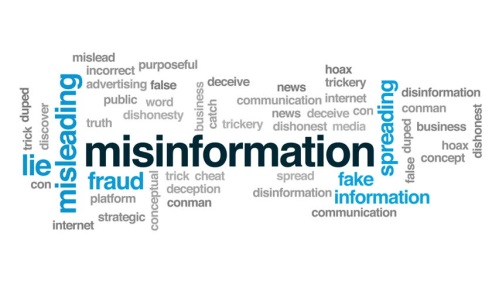 mislead
incorrect purposeful
advertising false deceive
public word
dishonesty
truth
trickery
business
catch
hoax
trickery
news
communication internet
news deceive con
dishonest media
disinformation
conman
business
dishonest
hoax
concept
false duped
spreading
trick duped
discover
lie
con
misleading
misinformation
fraud
platform
strategic
internet
conceptual
trick cheat
deception
conman
spread
disinformation
fake
information
communication